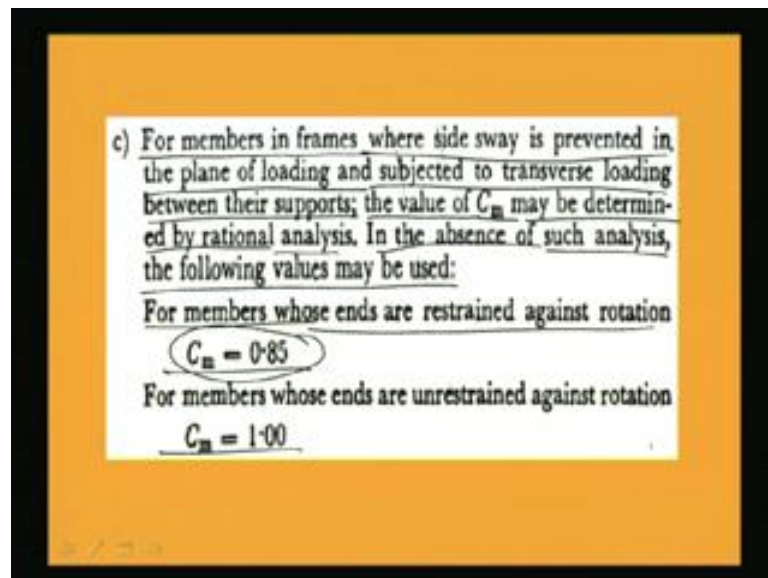 c) For members in frames where side sway is prevented in
the plane of loading and subjected to transverse loading
between their supports; the value of Cm may be determin-
ed by rational analysis. In the absence of such analysis,
the following values may be used:
For members whose ends are restrained against rotation
Cm = 0·85
For members whose ends are unrestrained against rotation
Cm = 1·00